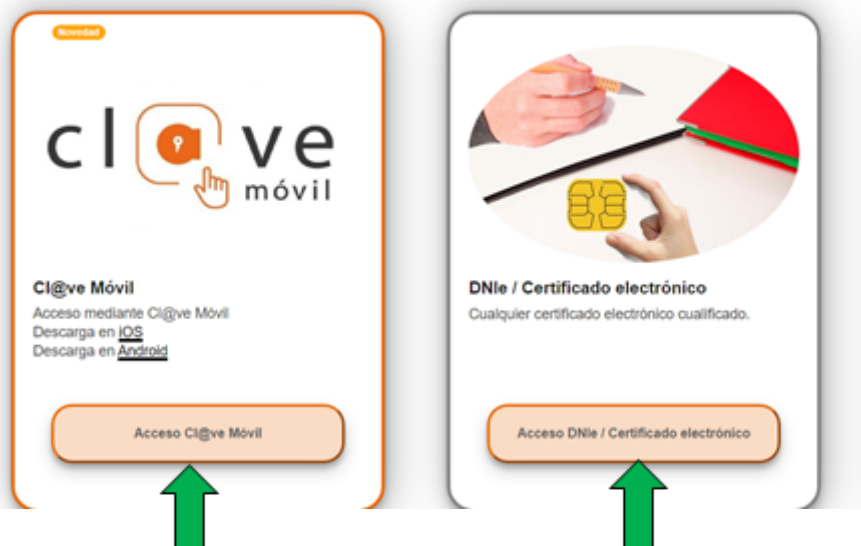 Novedad
cl@ve
móvil
Cl@ve Móvil
Acceso mediante Cl@ve Móvil
Descarga en iOS
Descarga en Android
Acceso Cl@ve Móvil
DNIe / Certificado electrónico
Cualquier certificado electrónico cualificado.
Acceso DNIe / Certificado electrónico